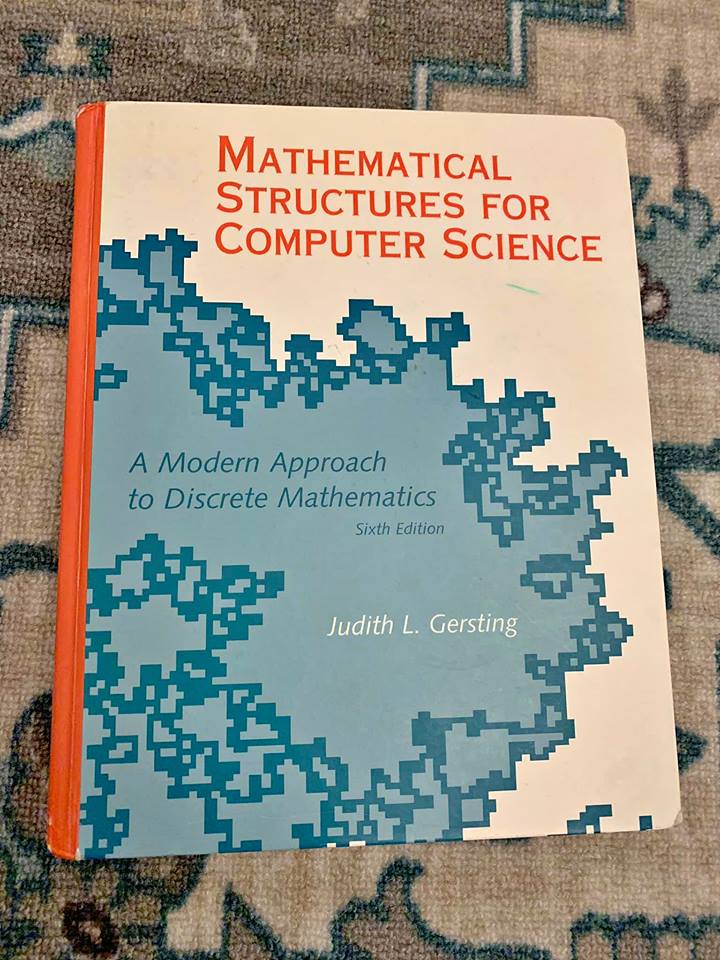 MATHEMATICAL
STRUCTURES FOR
COMPUTER SCIENCE
A Modern Approach
to Discrete Mathematics
Sixth Edition
Judith L. Gersting